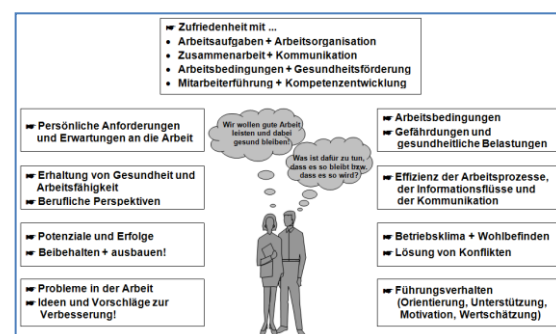 ☛ Zufriedenheit mit ...
• Arbeitsaufgaben + Arbeitsorganisation
• Zusammenarbeit + Kommunikation
• Arbeitsbedingungen + Gesundheitsförderung
• Mitarbeiterführung + Kompetenzentwicklung
☛ Persönliche Anforderungen
und Erwartungen an die Arbeit
☛ Erhaltung von Gesundheit und
Arbeitsfähigkeit
☛ Berufliche Perspektiven
☛ Potenziale und Erfolge
☛ Beibehalten + ausbauen!
☛ Probleme in der Arbeit
☛ Ideen und Vorschläge zur
Verbesserung!
Wir wollen gute Arbeit
leisten und dabei
gesund bleiben!
Was ist dafür zu tun,
dass es so bleibt bzw.
dass es so wird?
☛ Arbeitsbedingungen
☛ Gefährdungen und
gesundheitliche Belastungen
☛ Effizienz der Arbeitsprozesse,
der Informationsflüsse und
der Kommunikation
☛ Betriebsklima + Wohlbefinden
☛ Lösung von Konflikten
☛ Führungsverhalten
(Orientierung, Unterstützung,
Motivation, Wertschätzung)